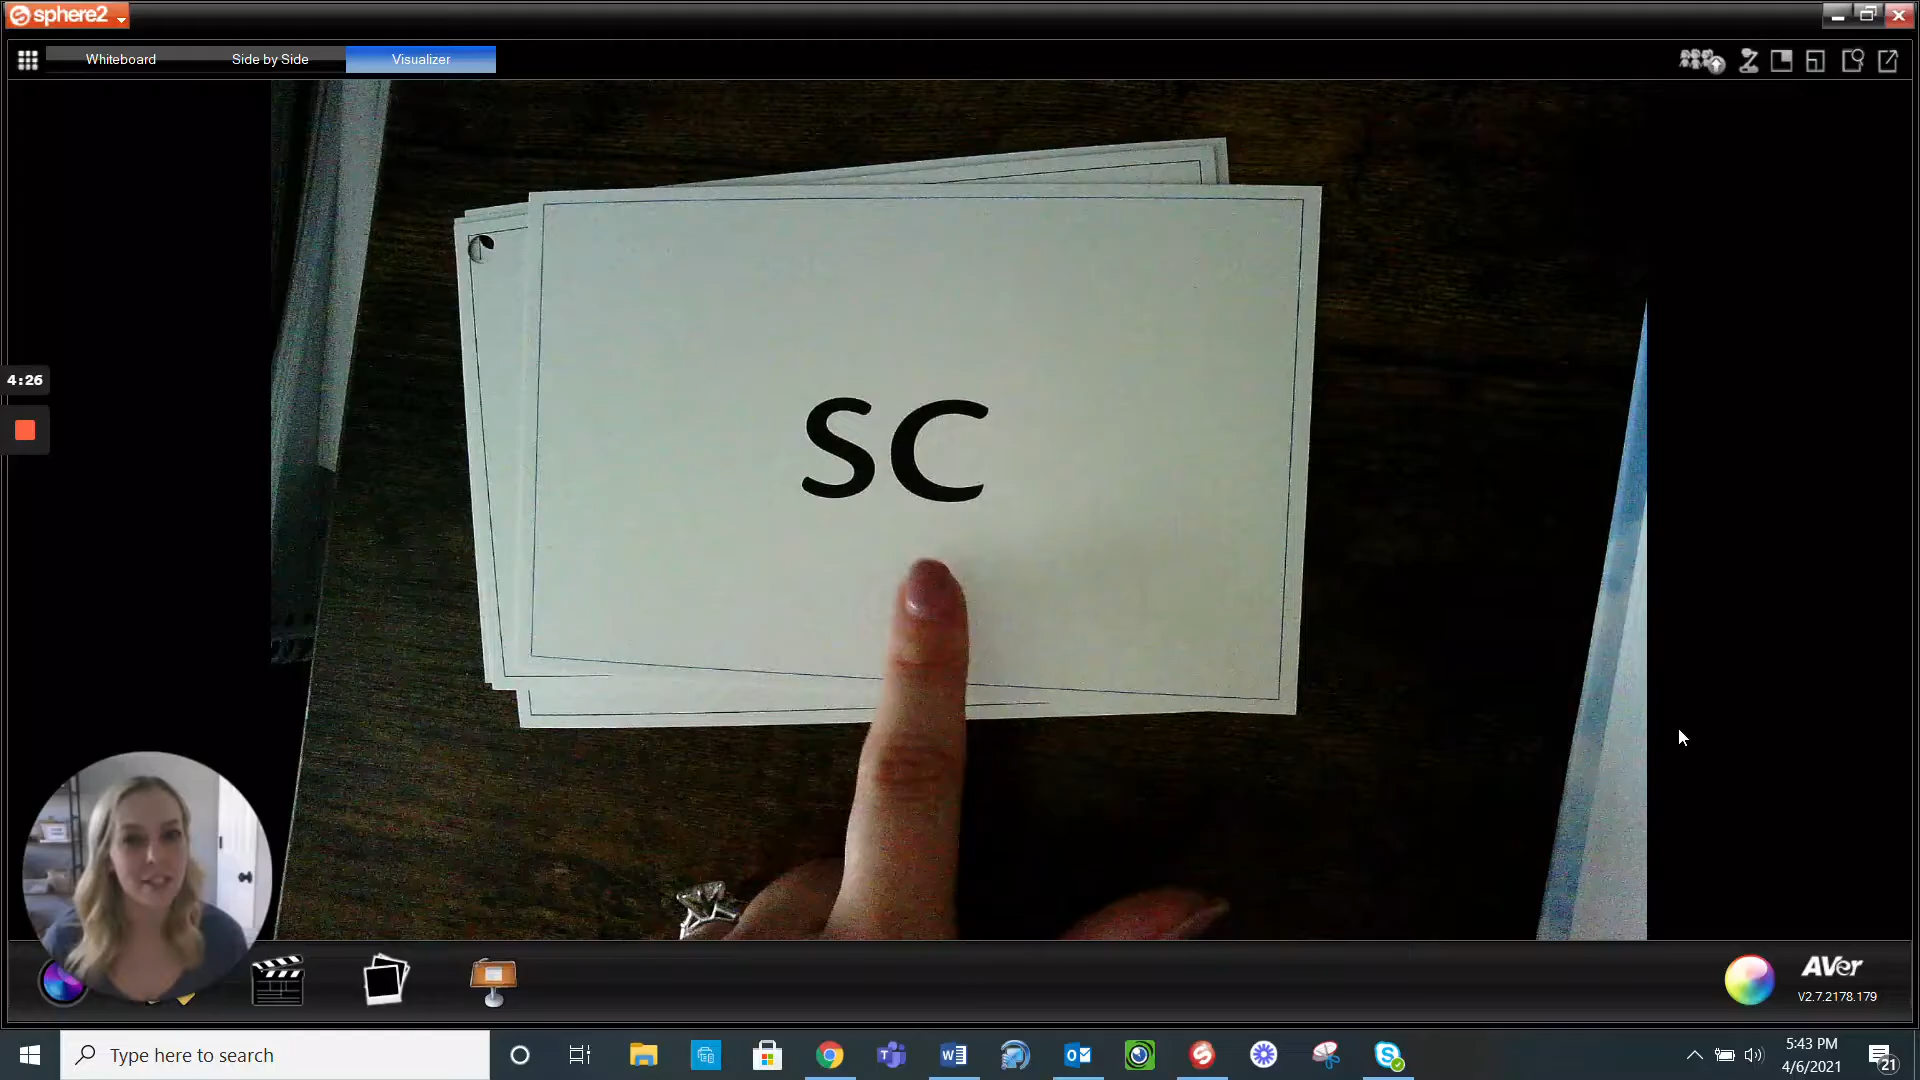 sphere2
Whiteboard
Side by Side
Visualizer
4:26
sc
AVer
V2.7.2178.179
Type here to search
5:43 PM
4/6/2021
21